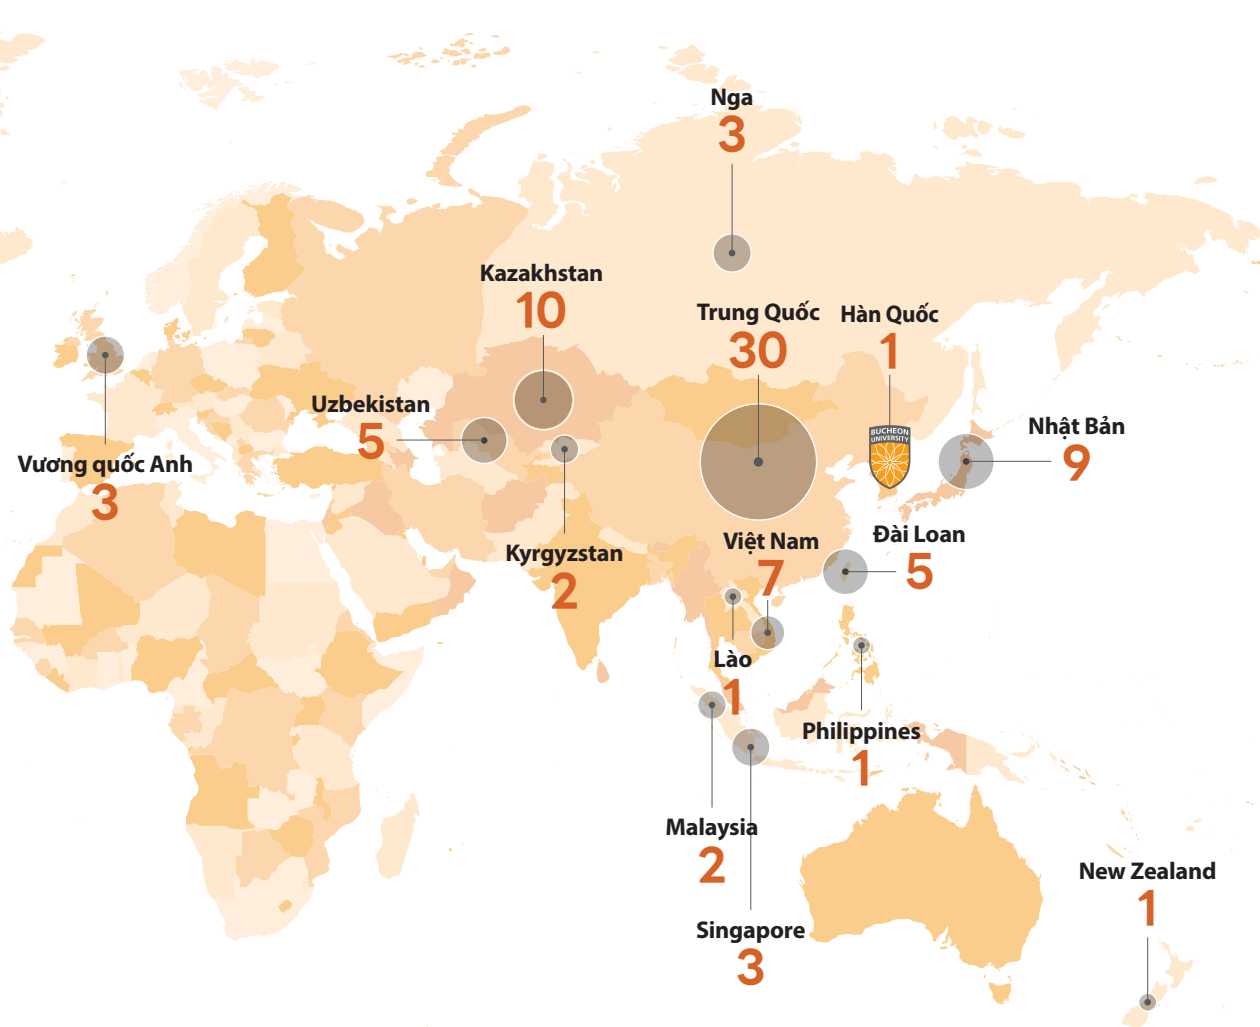 Nga
3
Kazakhstan
10
Trung Quốc
30
Hàn Quốc
1
Uzbekistan
5
BUCHEON
UNIVERSITY
Nhật Bản
9
Vương quốc Anh
3
Kyrgyzstan
2
Việt Nam
7
Đài Loan
5
Lào
1
Philippines
1
Malaysia
2
New Zealand
1
Singapore
3